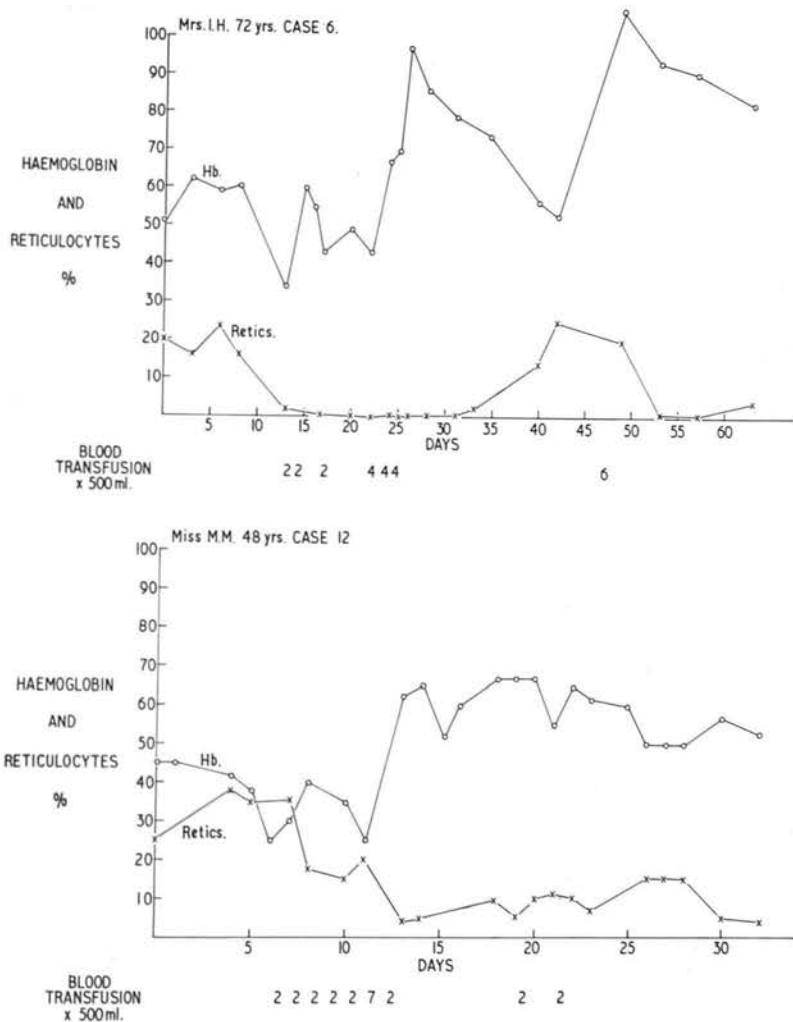 Mrs. I.H. 72 yrs. CASE 6.
100
90
80
70
60
50
40
30
20
10
HAEMOGLOBIN
AND
RETICULOCYTES
%
Hb.
Retics.
5 10 15 20 25 30 35 40 45 50 55 60
DAYS
BLOOD
TRANSFUSION
x 500 ml.
2 2 2 4 4 4 6
Miss M.M. 48 yrs. CASE 12
100
90
80
70
60
50
40
30
20
10
HAEMOGLOBIN
AND
RETICULOCYTES
%
Hb.
Retics.
5 10 15 20 25 30
DAYS
BLOOD
TRANSFUSION
x 500 ml.
2 2 2 2 2 7 2 2 2